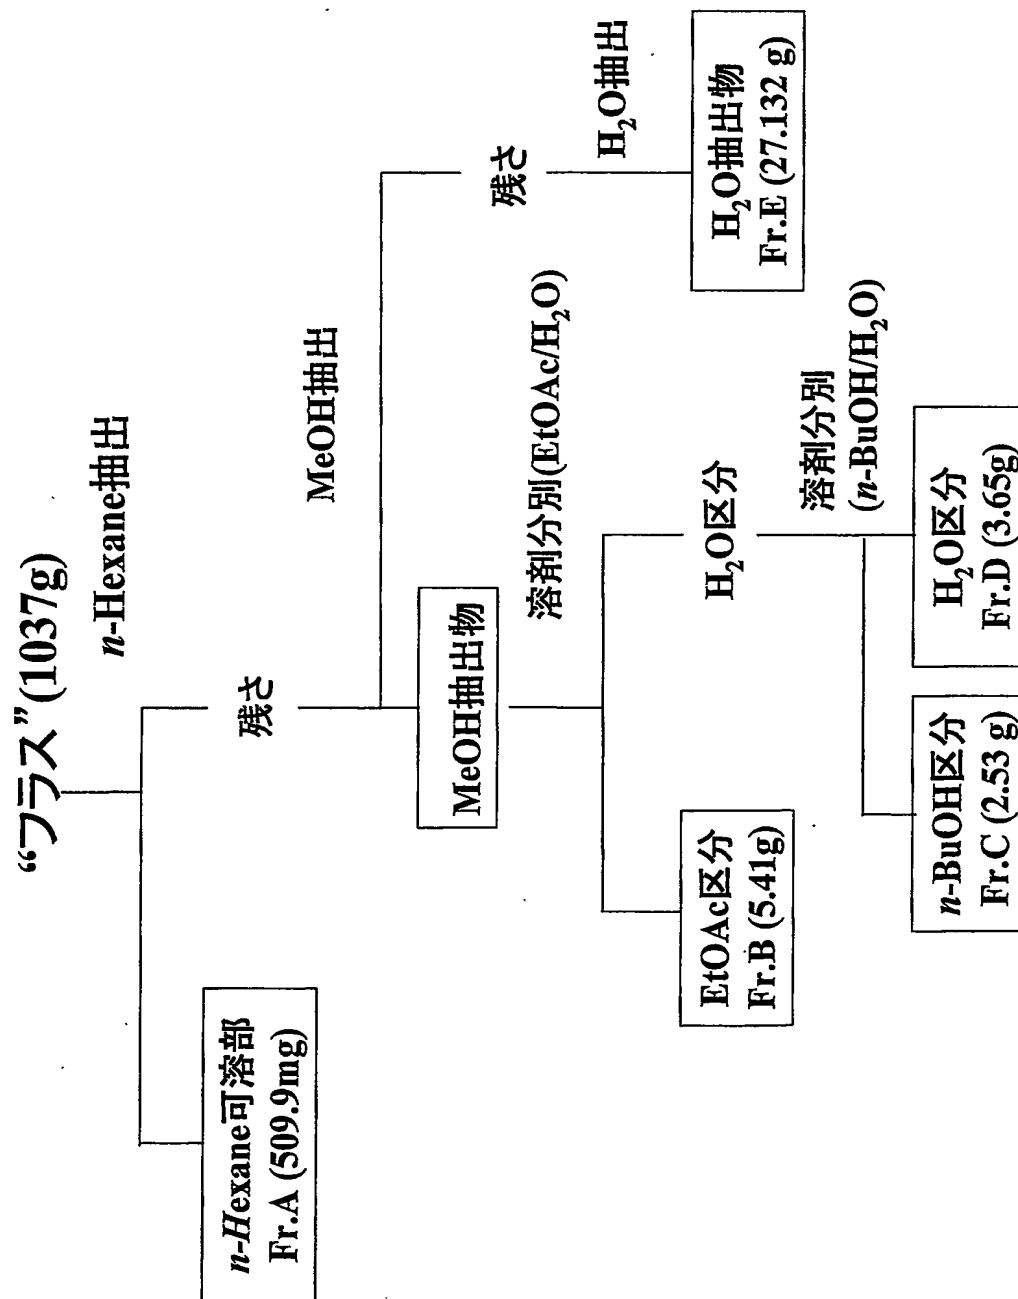 “フラス”(1037g)
n-Hexane抽出
n-Hexane可溶部
Fr.A (509.9mg)
残さ
MeOH抽出
MeOH抽出物
残さ
溶剤分別(EtOAc/H₂O)
H₂O抽出
EtOAc区分
Fr.B (5.41g)
H₂O区分
H₂O抽出物
Fr.E (27.132 g)
溶剤分別
(n-BuOH/H₂O)
n-BuOH区分
Fr.C (2.53 g)
H₂O区分
Fr.D (3.65g)